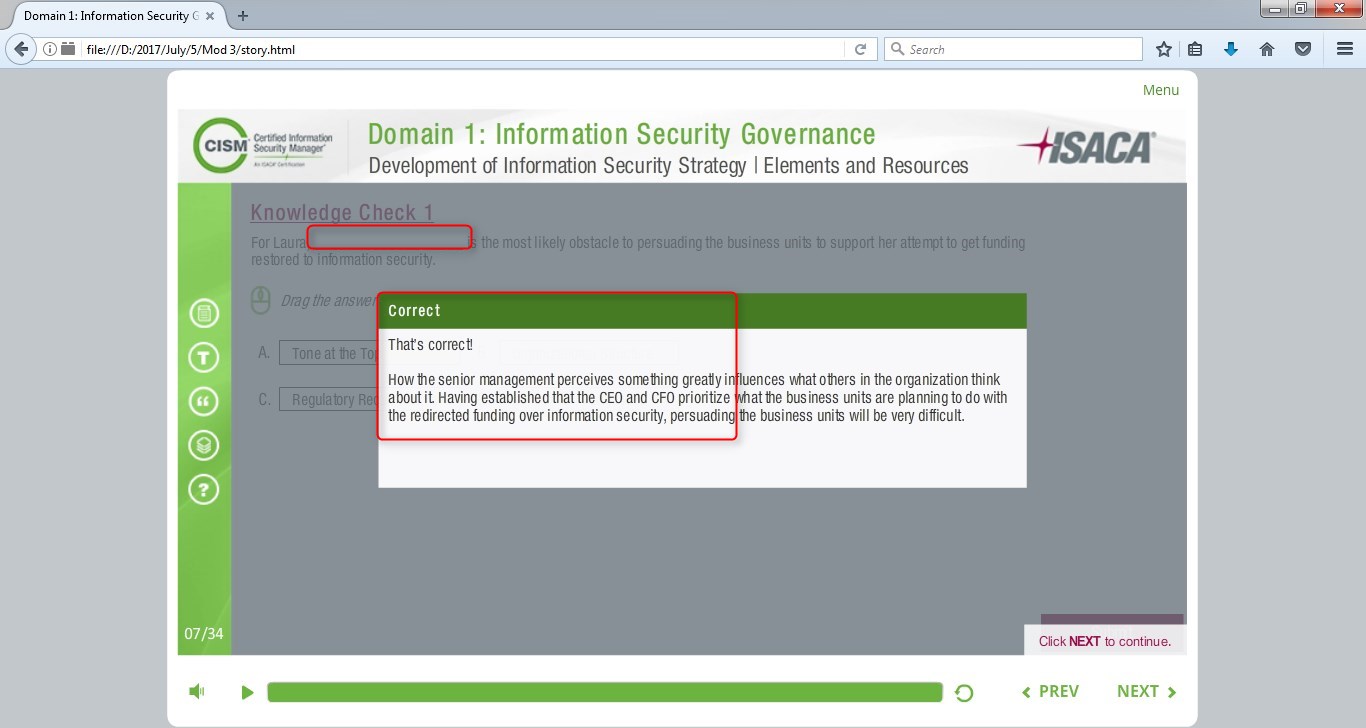 Domain 1: Information Security G
file:///D:/2017/July/5/Mod 3/story.html
Search
Menu
CISM
Certified Information
Security Manager®
An ISACA® Certification
Domain 1: Information Security Governance
Development of Information Security Strategy | Elements and Resources
ISACA®
Knowledge Check 1
For Laura is the most likely obstacle to persuading the business units to support her attempt to get funding
restored to information security.
Drag the answer
A. Tone at the To
C. Regulatory Re
Correct
That's correct!
How the senior management perceives something greatly influences what others in the organization think
about it. Having established that the CEO and CFO prioritize what the business units are planning to do with
the redirected funding over information security, persuading the business units will be very difficult.
07/34
Click NEXT to continue.
PREV
NEXT